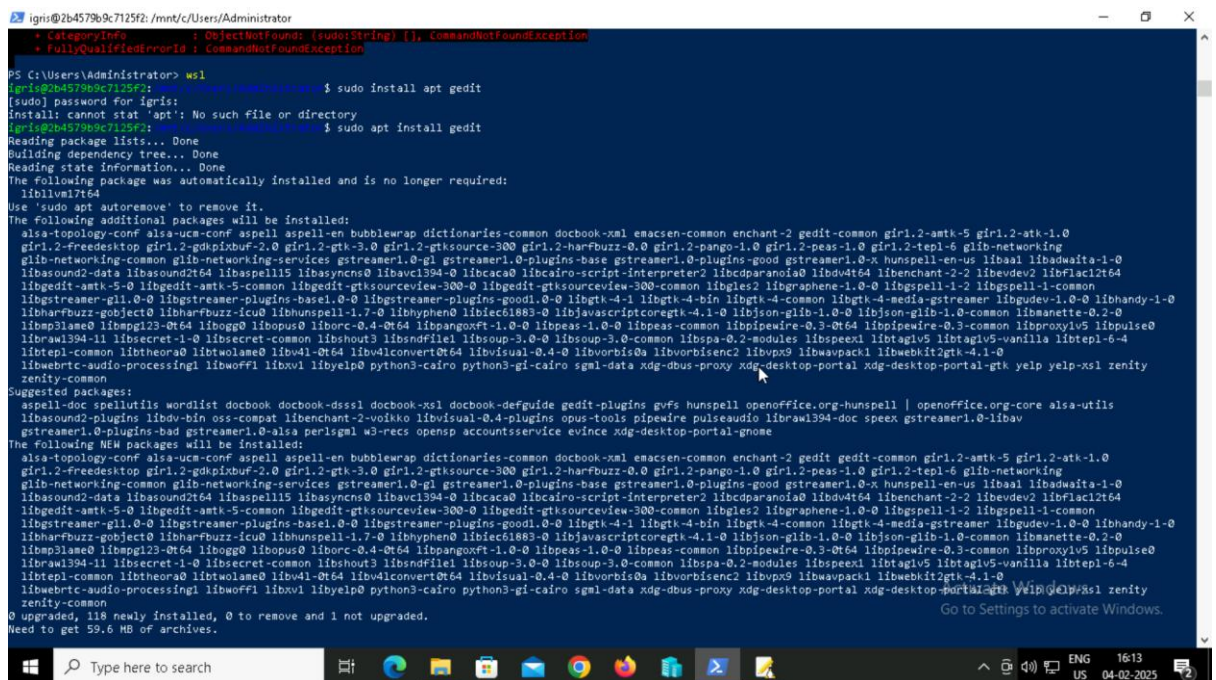 igris@2b4579b9c7125f2: /mnt/c/Users/Administrator
+ CategoryInfo : ObjectNotFound: (sudo:String) [], CommandNotFoundException
+ FullyQualifiedErrorId : CommandNotFoundException
PS C:\Users\Administrator> wsl
igris@2b4579b9c7125f2:/mnt/c/Users/Administrator$ sudo install apt gedit
[sudo] password for igris:
install: cannot stat 'apt': No such file or directory
igris@2b4579b9c7125f2:/mnt/c/Users/Administrator$ sudo apt install gedit
Reading package lists... Done
Building dependency tree... Done
Reading state information... Done
The following package was automatically installed and is no longer required:
libllvm17t64
Use 'sudo apt autoremove' to remove it.
The following additional packages will be installed:
alsa-topology-conf alsa-ucm-conf aspell aspell-en bubblewrap dictionaries-common docbook-xml emacsen-common enchant-2 gedit-common gir1.2-amtk-5 gir1.2-atk-1.0
gir1.2-freedesktop gir1.2-gdkpixbuf-2.0 gir1.2-gtk-3.0 gir1.2-gtksource-300 gir1.2-harfbuzz-0.0 gir1.2-pango-1.0 gir1.2-peas-1.0 gir1.2-tepl-6 glib-networking
glib-networking-common glib-networking-services gstreamer1.0-gl gstreamer1.0-plugins-base gstreamer1.0-plugins-good gstreamer1.0-x hunspell-en-us libaa1 libadwaita-1-0
libasound2-data libasound2t64 libaspell15 libasyncns0 libavc1394-0 libcaca0 libcairo-script-interpreter2 libcdparanoia0 libdv4t64 libenchant-2-2 libevdev2 libflac12t64
libgedit-amtk-5-0 libgedit-amtk-5-common libgedit-gtksourceview-300-0 libgedit-gtksourceview-300-common libgles2 libgraphene-1.0-0 libgspell-1-2 libgspell-1-common
libgstreamer-gl1.0-0 libgstreamer-plugins-base1.0-0 libgstreamer-plugins-good1.0-0 libgtk-4-1 libgtk-4-bin libgtk-4-common libgtk-4-media-gstreamer libgudev-1.0-0 libhandy-1-0
libharfbuzz-gobject0 libharfbuzz-icu0 libhunspell-1.7-0 libhyphen0 libiec61883-0 libjavascriptcoregtk-4.1-0 libjson-glib-1.0-0 libjson-glib-1.0-common libmanette-0.2-0
libmp3lame0 libmpg123-0t64 libogg0 libopus0 liborc-0.4-0t64 libpangoxft-1.0-0 libpeas-1.0-0 libpeas-common libpipewire-0.3-0t64 libpipewire-0.3-common libproxy1v5 libpulse0
libraw1394-11 libsecret-1-0 libsecret-common libshout3 libsndfile1 libsoup-3.0-0 libsoup-3.0-common libspa-0.2-modules libspeex1 libtag1v5 libtag1v5-vanilla libtepl-6-4
libtepl-common libtheora0 libtwolame0 libv4l-0t64 libv4lconvert0t64 libvisual-0.4-0 libvorbis0a libvorbisenc2 libvpx9 libwavpack1 libwebkit2gtk-4.1-0
libwebrtc-audio-processing1 libwoff1 libxv1 libyelp0 python3-cairo python3-gi-cairo sgml-data xdg-dbus-proxy xdg-desktop-portal xdg-desktop-portal-gtk yelp yelp-xsl zenity
zenity-common
Suggested packages:
aspell-doc spellutils wordlist docbook docbook-dsssl docbook-xsl docbook-defguide gedit-plugins gvfs hunspell openoffice.org-hunspell | openoffice.org-core alsa-utils
libasound2-plugins libdv-bin oss-compat libenchant-2-voikko libvisual-0.4-plugins opus-tools pipewire pulseaudio libraw1394-doc speex gstreamer1.0-libav
gstreamer1.0-plugins-bad gstreamer1.0-alsa perlsgml w3-recs opensp accountsservice evince xdg-desktop-portal-gnome
The following NEW packages will be installed:
alsa-topology-conf alsa-ucm-conf aspell aspell-en bubblewrap dictionaries-common docbook-xml emacsen-common enchant-2 gedit gedit-common gir1.2-amtk-5 gir1.2-atk-1.0
gir1.2-freedesktop gir1.2-gdkpixbuf-2.0 gir1.2-gtk-3.0 gir1.2-gtksource-300 gir1.2-harfbuzz-0.0 gir1.2-pango-1.0 gir1.2-peas-1.0 gir1.2-tepl-6 glib-networking
glib-networking-common glib-networking-services gstreamer1.0-gl gstreamer1.0-plugins-base gstreamer1.0-plugins-good gstreamer1.0-x hunspell-en-us libaa1 libadwaita-1-0
libasound2-data libasound2t64 libaspell15 libasyncns0 libavc1394-0 libcaca0 libcairo-script-interpreter2 libcdparanoia0 libdv4t64 libenchant-2-2 libevdev2 libflac12t64
libgedit-amtk-5-0 libgedit-amtk-5-common libgedit-gtksourceview-300-0 libgedit-gtksourceview-300-common libgles2 libgraphene-1.0-0 libgspell-1-2 libgspell-1-common
libgstreamer-gl1.0-0 libgstreamer-plugins-base1.0-0 libgstreamer-plugins-good1.0-0 libgtk-4-1 libgtk-4-bin libgtk-4-common libgtk-4-media-gstreamer libgudev-1.0-0 libhandy-1-0
libharfbuzz-gobject0 libharfbuzz-icu0 libhunspell-1.7-0 libhyphen0 libiec61883-0 libjavascriptcoregtk-4.1-0 libjson-glib-1.0-0 libjson-glib-1.0-common libmanette-0.2-0
libmp3lame0 libmpg123-0t64 libogg0 libopus0 liborc-0.4-0t64 libpangoxft-1.0-0 libpeas-1.0-0 libpeas-common libpipewire-0.3-0t64 libpipewire-0.3-common libproxy1v5 libpulse0
libraw1394-11 libsecret-1-0 libsecret-common libshout3 libsndfile1 libsoup-3.0-0 libsoup-3.0-common libspa-0.2-modules libspeex1 libtag1v5 libtag1v5-vanilla libtepl-6-4
libtepl-common libtheora0 libtwolame0 libv4l-0t64 libv4lconvert0t64 libvisual-0.4-0 libvorbis0a libvorbisenc2 libvpx9 libwavpack1 libwebkit2gtk-4.1-0
libwebrtc-audio-processing1 libwoff1 libxv1 libyelp0 python3-cairo python3-gi-cairo sgml-data xdg-dbus-proxy xdg-desktop-portal xdg-desktop-portal-gtk yelp yelp-xsl zenity
zenity-common
0 upgraded, 118 newly installed, 0 to remove and 1 not upgraded.
Need to get 59.6 MB of archives.
Activate Windows
Go to Settings to activate Windows.
Type here to search
ENG
US
16:13
04-02-2025
2